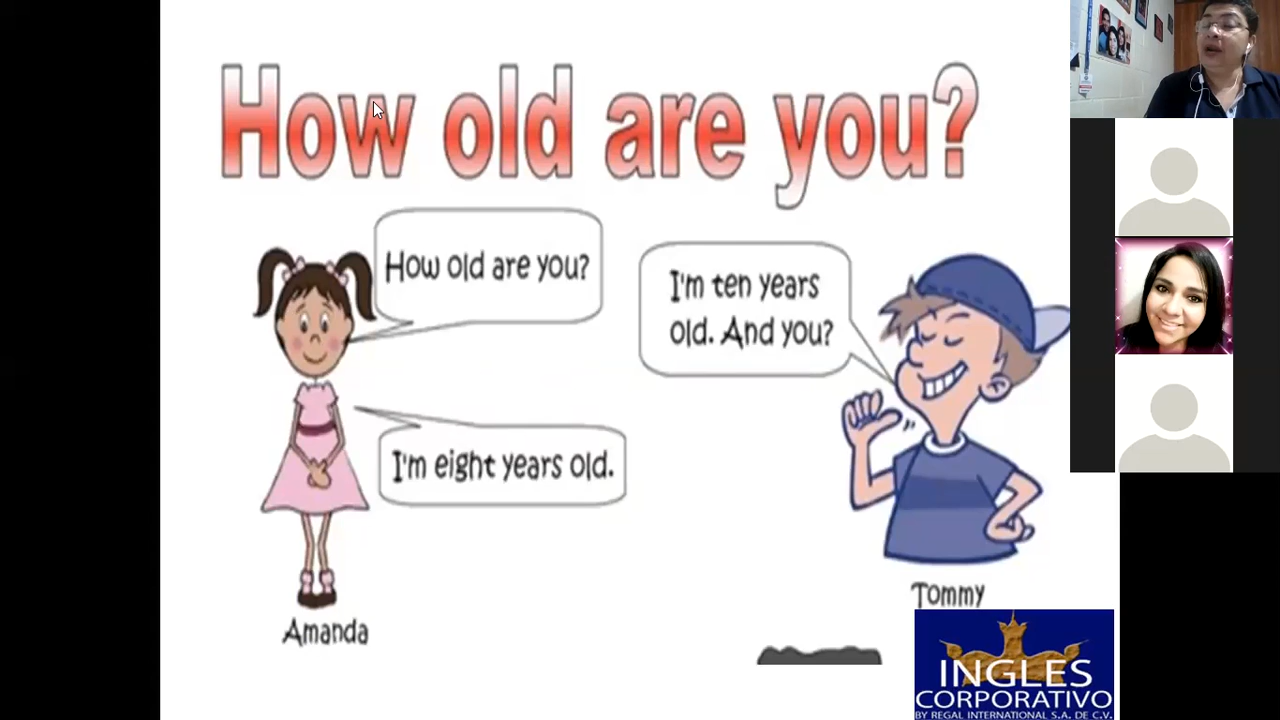 How old are you?
How old are you?
I'm ten years
old. And you?
I'm eight years old.
Amanda
Tommy
INGLES
CORPORATIVO
BY REGAL INTERNATIONAL S.A. DE C.V.